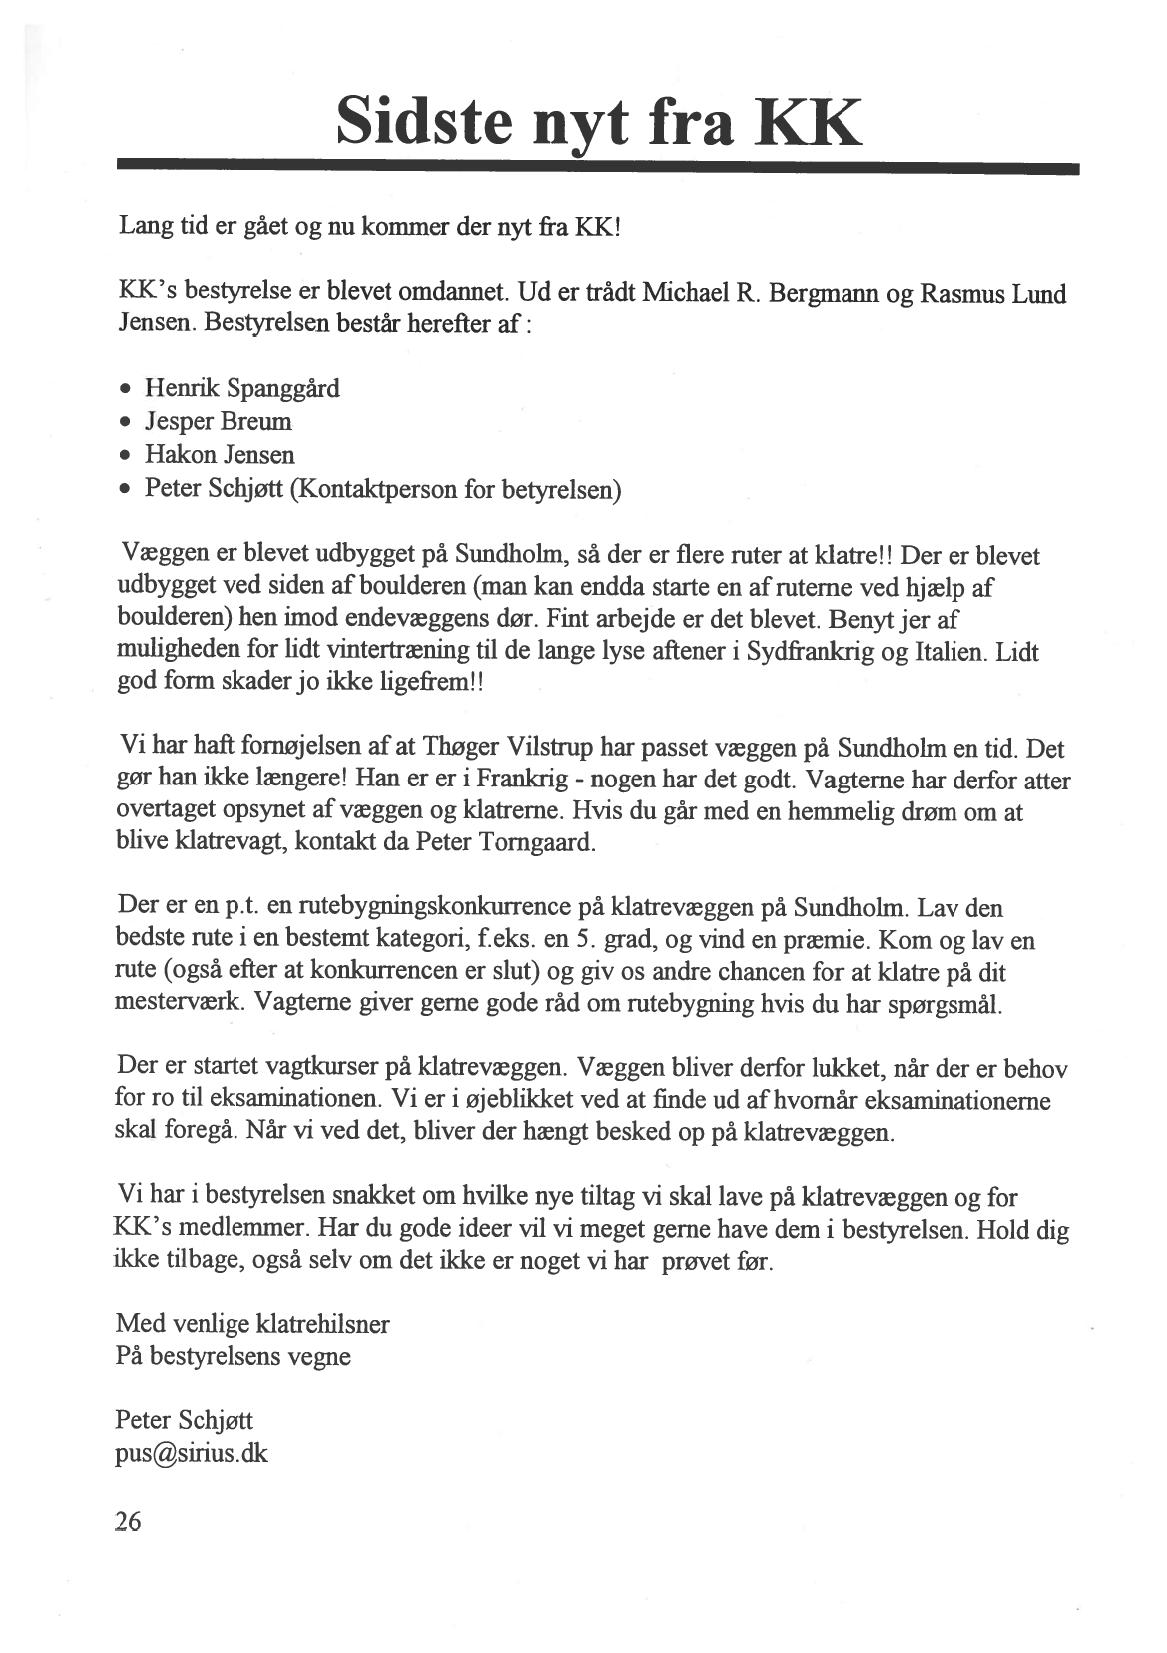 Sidste nyt fra KK
Lang tid er gået og nu kommer der nyt fra KK!
KK's bestyrelse er blevet omdannet. Ud er trådt Michael R. Bergmann og Rasmus Lund
Jensen. Bestyrelsen består herefter af :
• Henrik Spanggård
• Jesper Breum
• Hakon Jensen
• Peter Schjøtt (Kontaktperson for betyrelsen)
Væggen er blevet udbygget på Sundholm, så der er flere ruter at klatre!! Der er blevet
udbygget ved siden af boulderen (man kan endda starte en af ruterne ved hjælp af
boulderen) hen imod endevæggens dør. Fint arbejde er det blevet. Benyt jer af
muligheden for lidt vintertræning til de lange lyse aftener i Sydfrankrig og Italien. Lidt
god form skader jo ikke ligefrem!!
Vi har haft fornøjelsen af at Thøger Vilstrup har passet væggen på Sundholm en tid. Det
gør han ikke længere! Han er er i Frankrig - nogen har det godt. Vagterne har derfor atter
overtaget opsynet af væggen og klatrerne. Hvis du går med en hemmelig drøm om at
blive klatrevagt, kontakt da Peter Torngaard.
Der er en p.t. en rutebygningskonkurrence på klatrevæggen på Sundholm. Lav den
bedste rute i en bestemt kategori, f.eks. en 5. grad, og vind en præmie. Kom og lav en
rute (også efter at konkurrencen er slut) og giv os andre chancen for at klatre på dit
mesterværk. Vagterne giver gerne gode råd om rutebygning hvis du har spørgsmål.
Der er startet vagtkurser på klatrevæggen. Væggen bliver derfor lukket, når der er behov
for ro til eksaminationen. Vi er i øjeblikket ved at finde ud af hvornår eksaminationerne
skal foregå. Når vi ved det, bliver der hængt besked op på klatrevæggen.
Vi har i bestyrelsen snakket om hvilke nye tiltag vi skal lave på klatrevæggen og for
KK's medlemmer. Har du gode ideer vil vi meget gerne have dem i bestyrelsen. Hold dig
ikke tilbage, også selv om det ikke er noget vi har  prøvet før.
Med venlige klatrehilsner
På bestyrelsens vegne
Peter Schjøtt
pus@sirius.dk
26